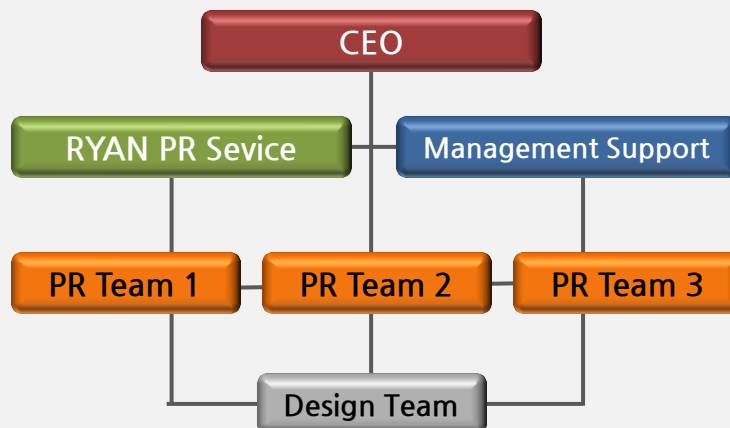 CEO
RYAN PR Sevice
Management Support
PR Team 1
PR Team 2
PR Team 3
Design Team